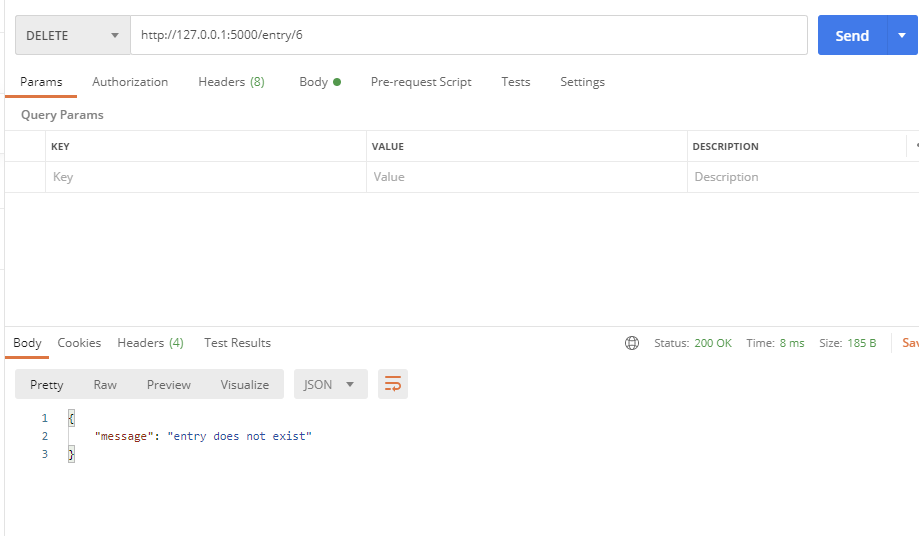 DELETE http://127.0.0.1:5000/entry/6 Send
Params Authorization Headers (8) Body Pre-request Script Tests Settings
Query Params
KEY VALUE DESCRIPTION
Key Value Description
Body Cookies Headers (4) Test Results Status: 200 OK Time: 8 ms Size: 185 B
Pretty Raw Preview Visualize JSON
1 {
2 "message": "entry does not exist"
3 }